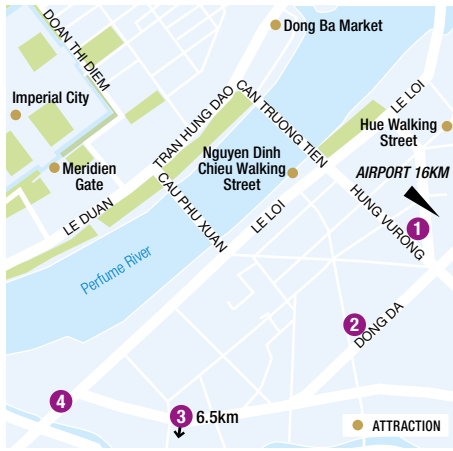 DOAN THI DIEM
Dong Ba Market
Imperial City
TRAN HUNG DAO
CAN TRUONG TIEN
LE LOI
Hue Walking
Street
Meridien
Gate
Nguyen Dinh
Chieu Walking
Street
AIRPORT 16KM
LE DUAN
CAU PHU XUAN
LE LOI
HUNG VURONG
1
Perfume River
2
DONG DA
4
3
6.5km
ATTRACTION